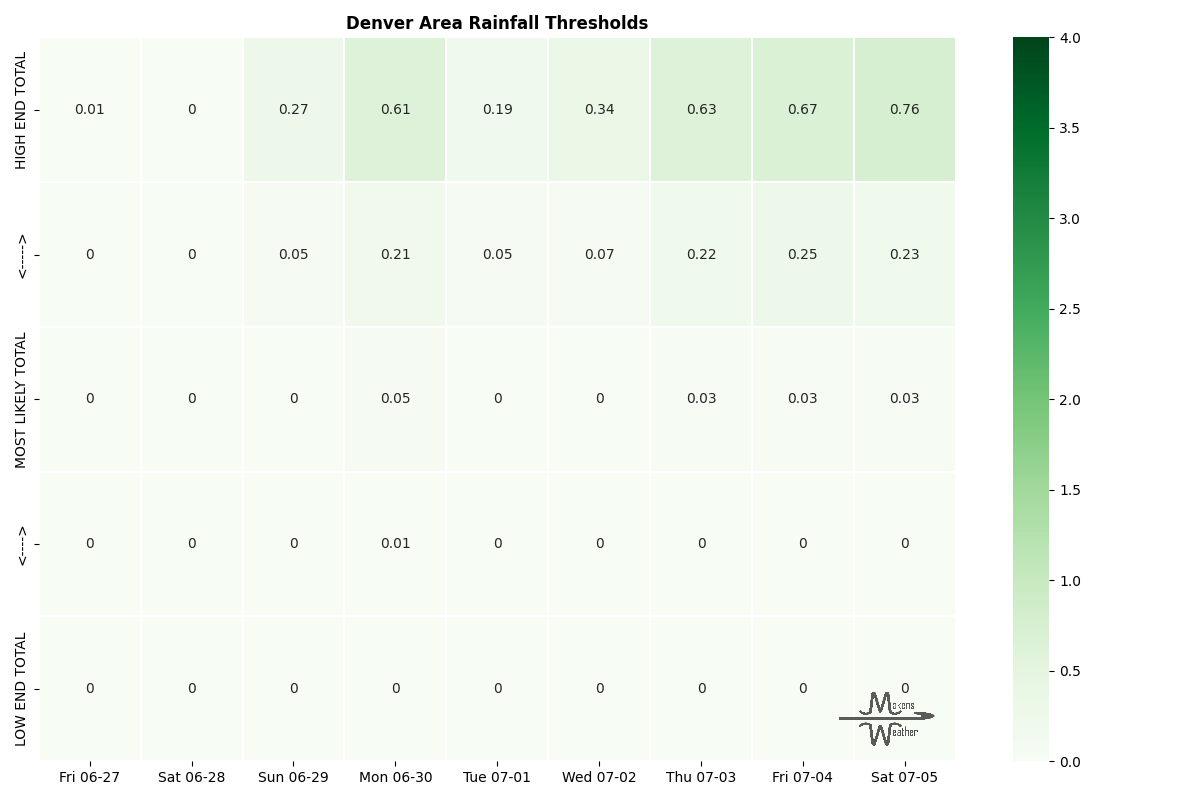 Denver Area Rainfall Thresholds
HIGH END TOTAL
0.01 0 0.27 0.61 0.19 0.34 0.63 0.67 0.76
<----->
0 0 0.05 0.21 0.05 0.07 0.22 0.25 0.23
MOST LIKELY TOTAL
0 0 0 0.05 0 0 0.03 0.03 0.03
<---->
0 0 0 0.01 0 0 0 0 0
LOW END TOTAL
0 0 0 0 0 0 0 0 0
Makens
Weather
Fri 06-27 Sat 06-28 Sun 06-29 Mon 06-30 Tue 07-01 Wed 07-02 Thu 07-03 Fri 07-04 Sat 07-05
4.0
3.5
3.0
2.5
2.0
1.5
1.0
0.5
0.0